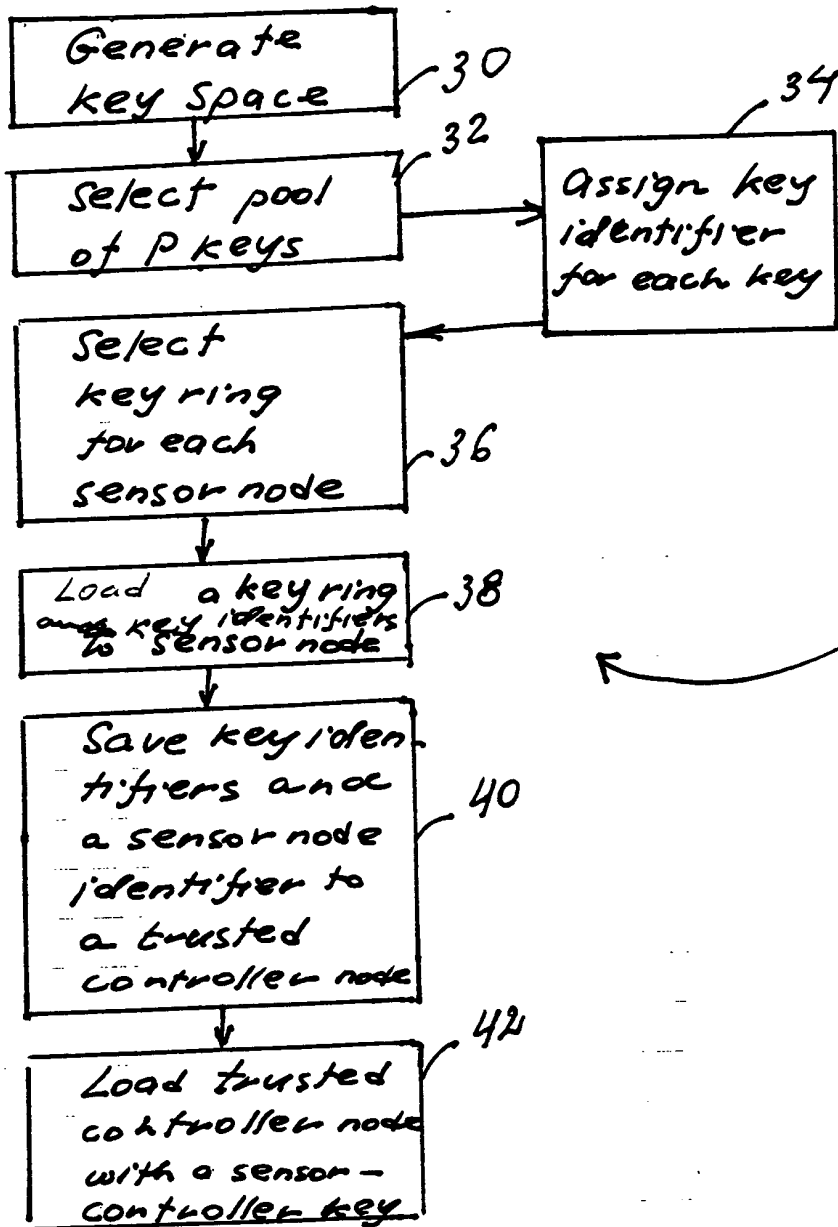 Generate
key space
30
Select pool
of P keys
32
Assign key
identifier
for each key
34
Select
key ring
for each
sensor node
36
Load a key ring
key identifiers
to sensor node
38
Save key iden-
tifiers and
a sensor node
identifier to
a trusted
controller node
40
Load trusted
controller node
with a sensor-
controller key
42